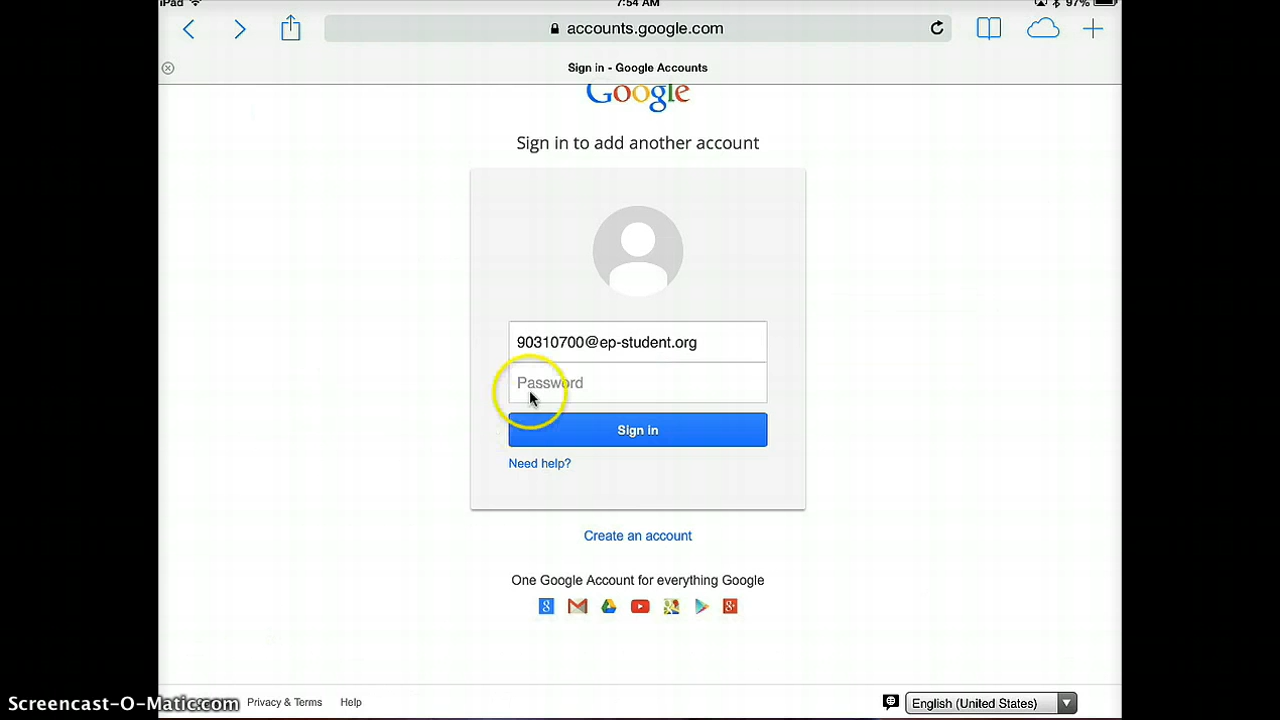 iPad 7:54 AM 97%
accounts.google.com
Sign in - Google Accounts
Google
Sign in to add another account
90310700@ep-student.org
Password
Sign in
Need help?
Create an account
One Google Account for everything Google
Screencast-O-Matic.com Privacy & Terms Help English (United States)